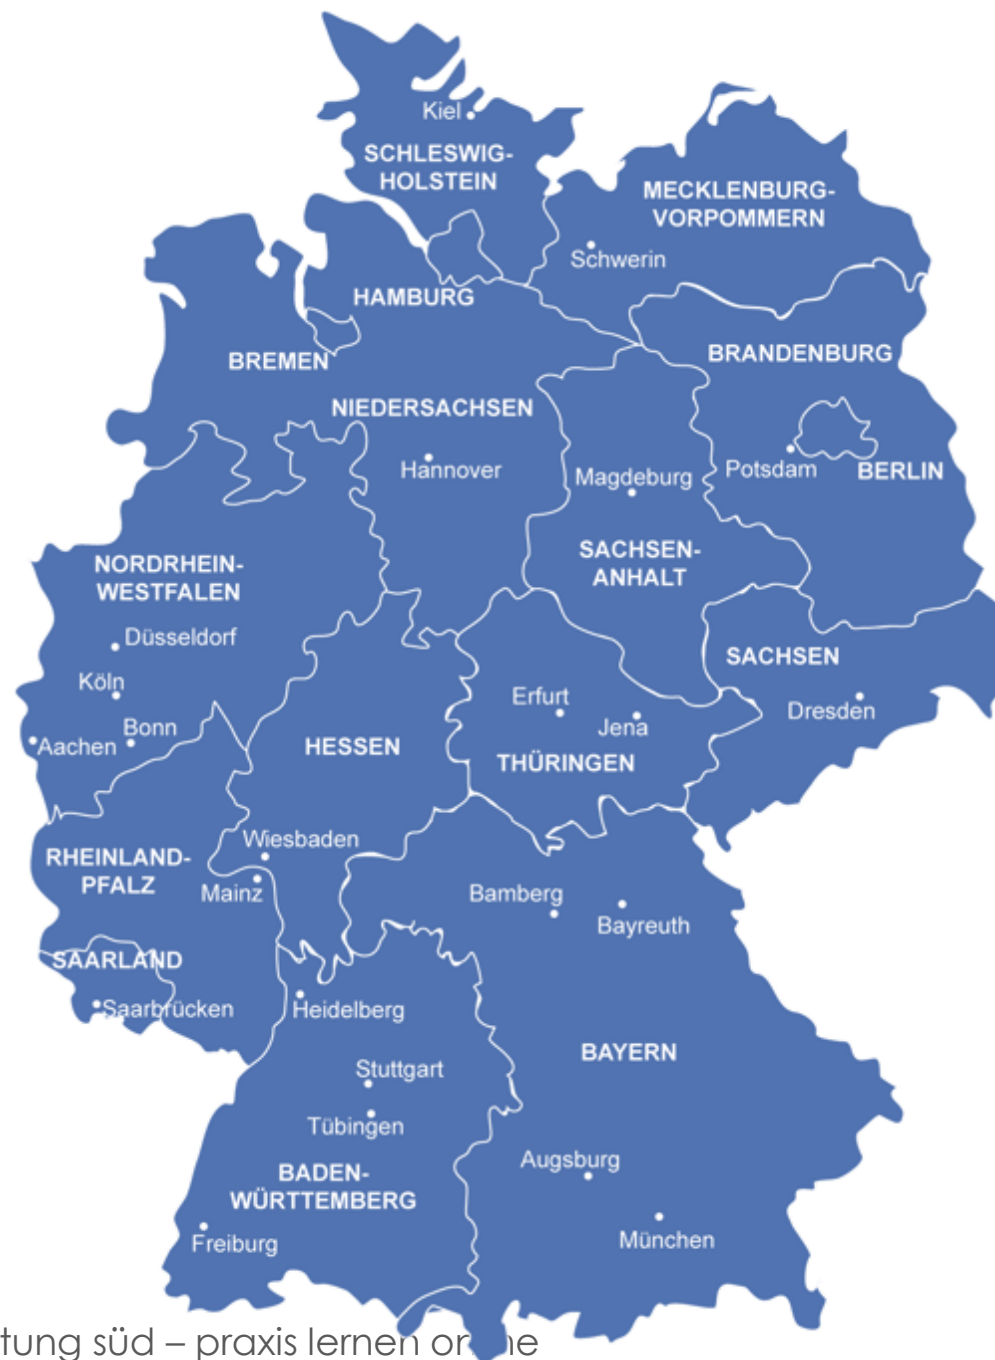 Kiel
SCHLESWIG-
HOLSTEIN
MECKLENBURG-
VORPOMMERN
Schwerin
HAMBURG
BREMEN
BRANDENBURG
NIEDERSACHSEN
Hannover
Magdeburg
Potsdam
BERLIN
SACHSEN-
ANHALT
NORDRHEIN-
WESTFALEN
Düsseldorf
Köln
Bonn
Aachen
SACHSEN
Dresden
Erfurt
Jena
THÜRINGEN
HESSEN
Wiesbaden
Mainz
RHEINLAND-
PFALZ
Bamberg
Bayreuth
SAARLAND
Saarbrücken
Heidelberg
BAYERN
Stuttgart
Tübingen
BADEN-
WÜRTTEMBERG
Augsburg
München
Freiburg
süd – praxis lernen